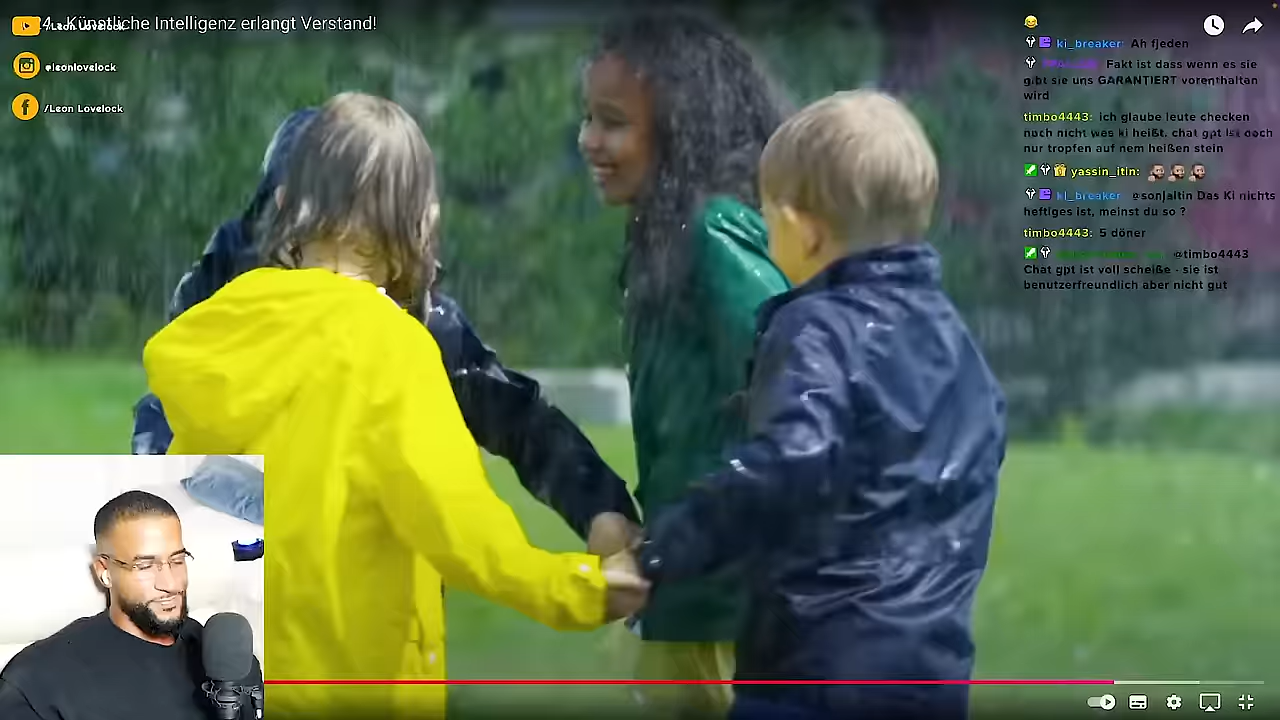 Künstliche Intelligenz erlangt Verstand!
/Leon Lovelock
@leonlovelock
/Leon Lovelock
ki_breaker: Ah fjeden
Fakt ist dass wenn es sie
gibt sie uns GARANTIERT vorenthalten
wird
timbo4443: ich glaube leute checken
noch nicht was ki heißt. chat gpt ist doch
nur tropfen auf nem heißen stein
yassin_itin:
ki_breaker: @sonjaltin Das Ki nichts
heftiges ist, meinst du so ?
timbo4443: 5 döner
@timbo4443
Chat gpt ist voll scheiße - sie ist
benutzerfreundlich aber nicht gut